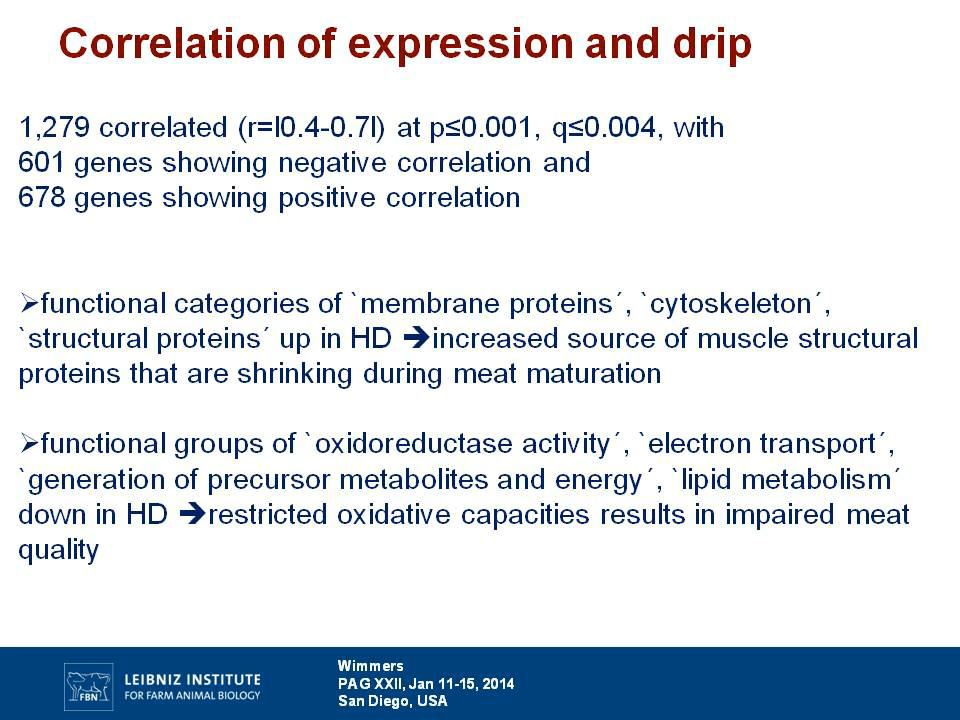 Correlation of expression and drip
1,279 correlated (r=l0.4-0.7l) at p≤0.001, q≤0.004, with
601 genes showing negative correlation and
678 genes showing positive correlation
➢functional categories of `membrane proteins´, `cytoskeleton´,
`structural proteins´ up in HD ➔increased source of muscle structural
proteins that are shrinking during meat maturation
➢functional groups of `oxidoreductase activity´, `electron transport´,
`generation of precursor metabolites and energy´, `lipid metabolism´
down in HD ➔restricted oxidative capacities results in impaired meat
quality
FBN
LEIBNIZ INSTITUTE
FOR FARM ANIMAL BIOLOGY
Wimmers
PAG XXII, Jan 11-15, 2014
San Diego, USA